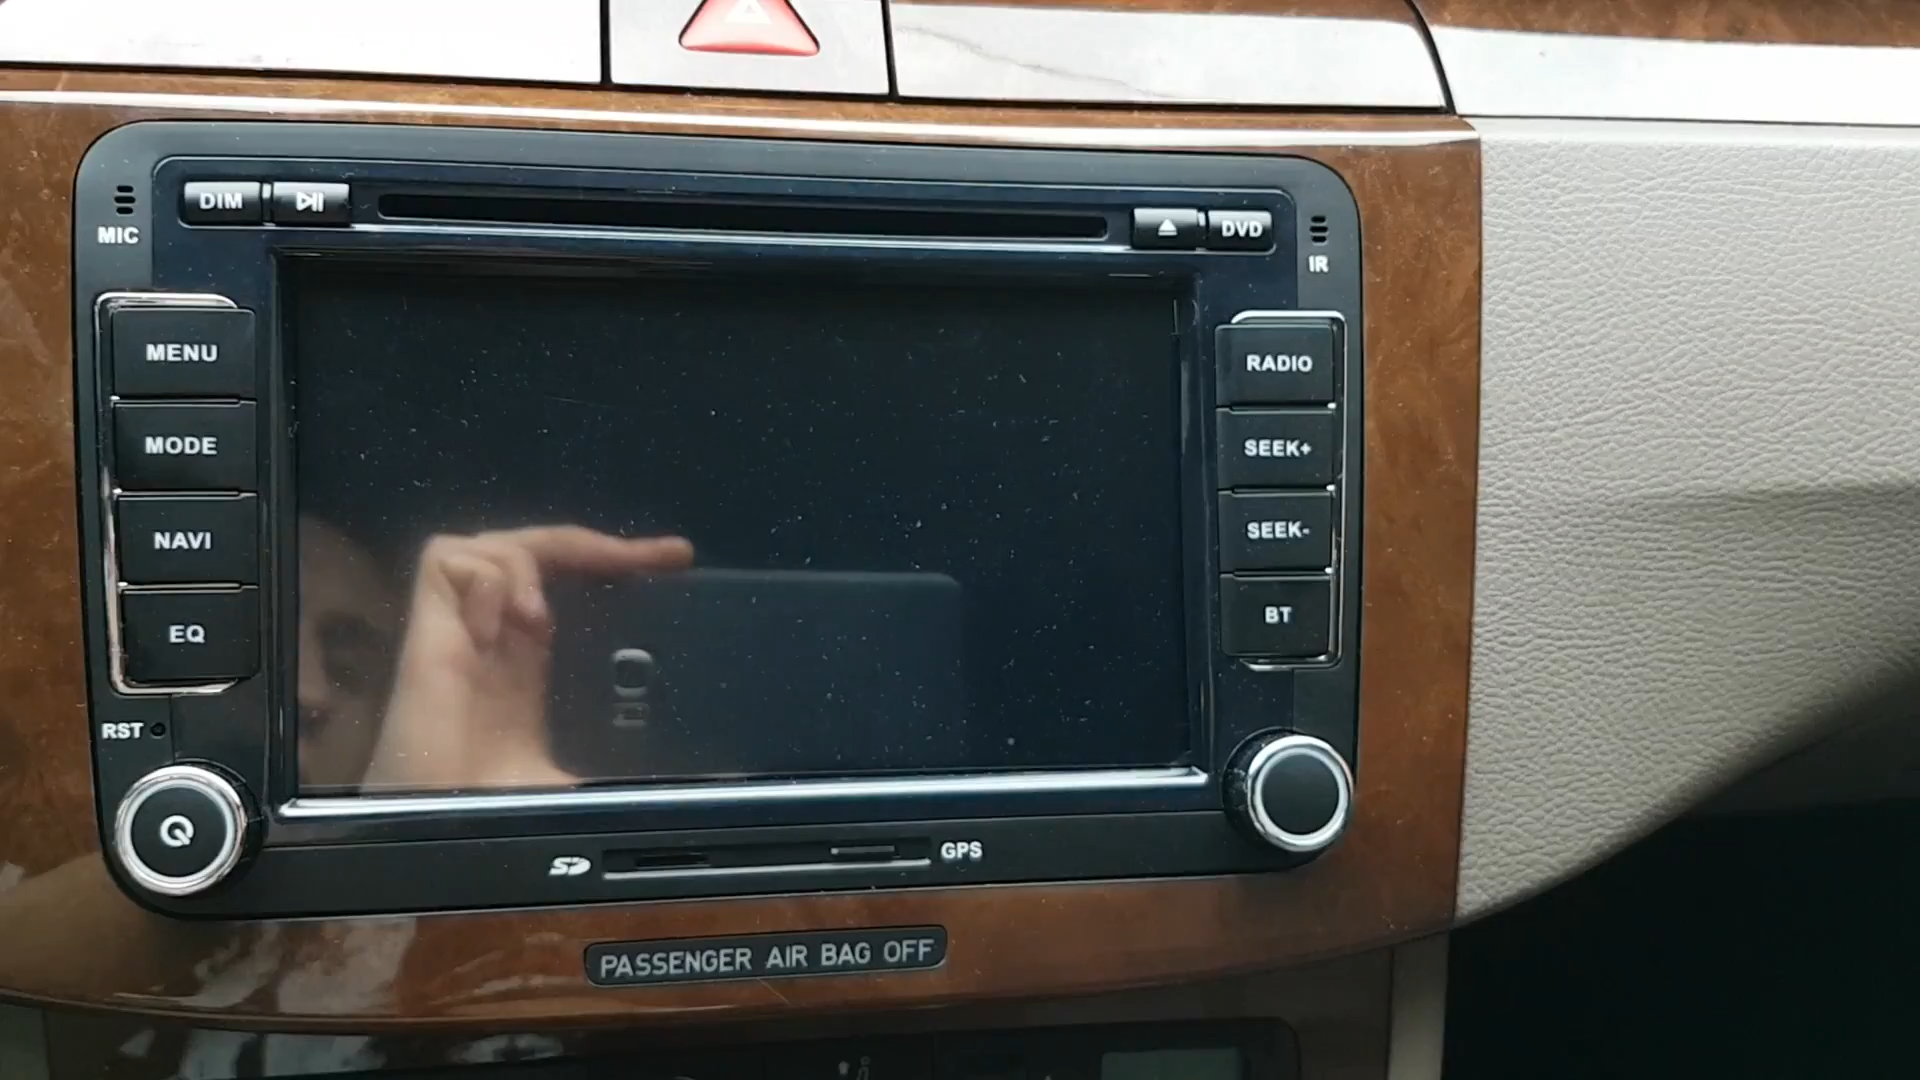 DIM
DVD
MIC
IR
MENU
RADIO
MODE
SEEK+
NAVI
SEEK-
EQ
BT
RST
SD
GPS
PASSENGER AIR BAG OFF